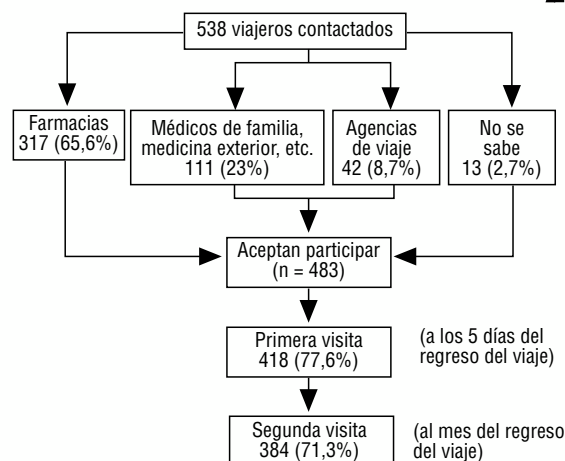 538 viajeros contactados
Farmacias
317 (65,6%)
Médicos de familia,
medicina exterior, etc.
111 (23%)
Agencias
de viaje
42 (8,7%)
No se
sabe
13 (2,7%)
Aceptan participar
(n = 483)
Primera visita
418 (77,6%)
(a los 5 días del
regreso del viaje)
Segunda visita
384 (71,3%)
(al mes del regreso
del viaje)